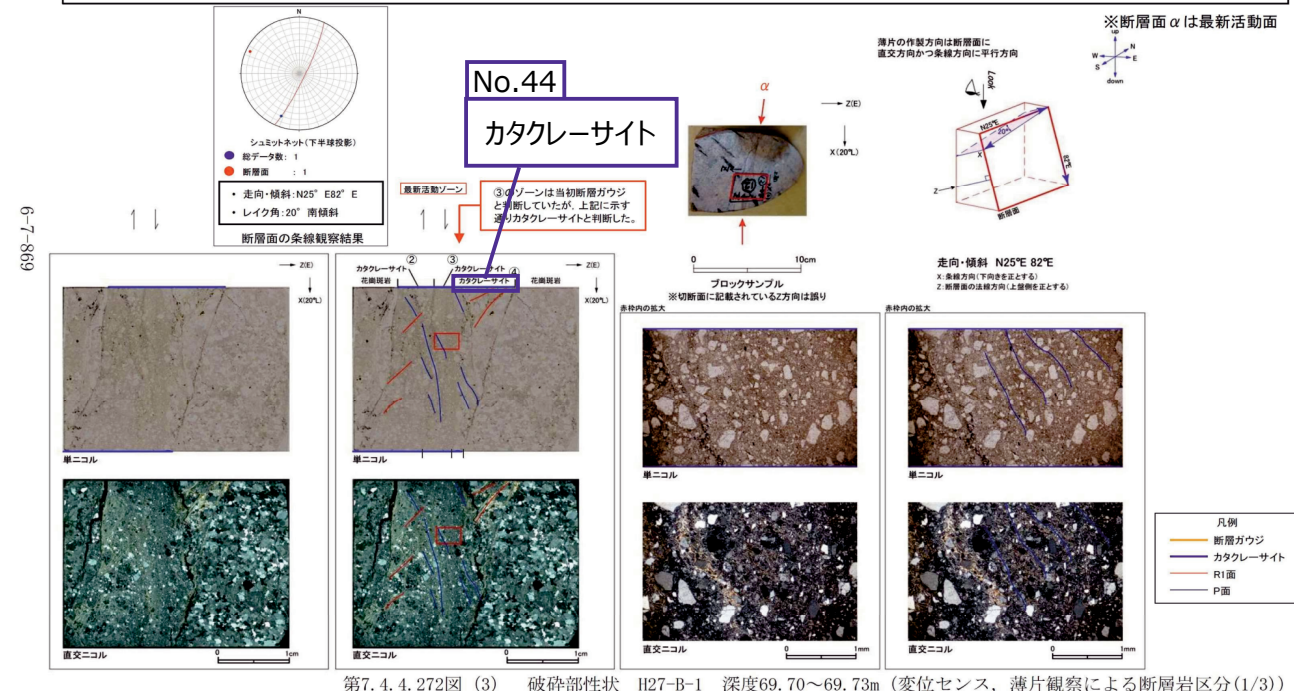 ※断層面αは最新活動面
N
シュミットネット(下半球投影)
総データ数: 1
断層面 : 1
・ 走向・傾斜:N25° E82° E
・ レイク角:20° 南傾斜
断層面の条線観察結果
No.44
カタクレーサイト
最新活動ゾーン
③のゾーンは当初断層ガウジ
と判断していたが、上記に示す
通りカタクレーサイトと判断した。
α
Z(E)
X(20°L)
0 10cm
ブロックサンプル
※切断面に記載されているZ方向は誤り
薄片の作製方向は断層面に
直交方向かつ条線方向に平行方向
up
N
W
E
S
down
Look
N25°E
20°
X
82°E
Z
断層面
走向・傾斜 N25°E 82°E
X:条線方向(下向きを正とする)
Z:断層面の法線方向(上盤側を正とする)
6-7-869
Z(E)
X(20°L)
単ニコル
直交ニコル
0 1cm
② ③ ④
カタクレーサイト カタクレーサイト
花崗斑岩 カタクレーサイト 花崗斑岩
Z(E)
X(20°L)
単ニコル
直交ニコル
0 1cm
赤枠内の拡大
単ニコル
直交ニコル
0 1mm
赤枠内の拡大
単ニコル
直交ニコル
0 1mm
凡例
断層ガウジ
カタクレーサイト
R1面
P面
第7.4.4.272図 (3) 破砕部性状 H27-B-1 深度69.70～69.73m (変位センス, 薄片観察による断層岩区分(1/3))